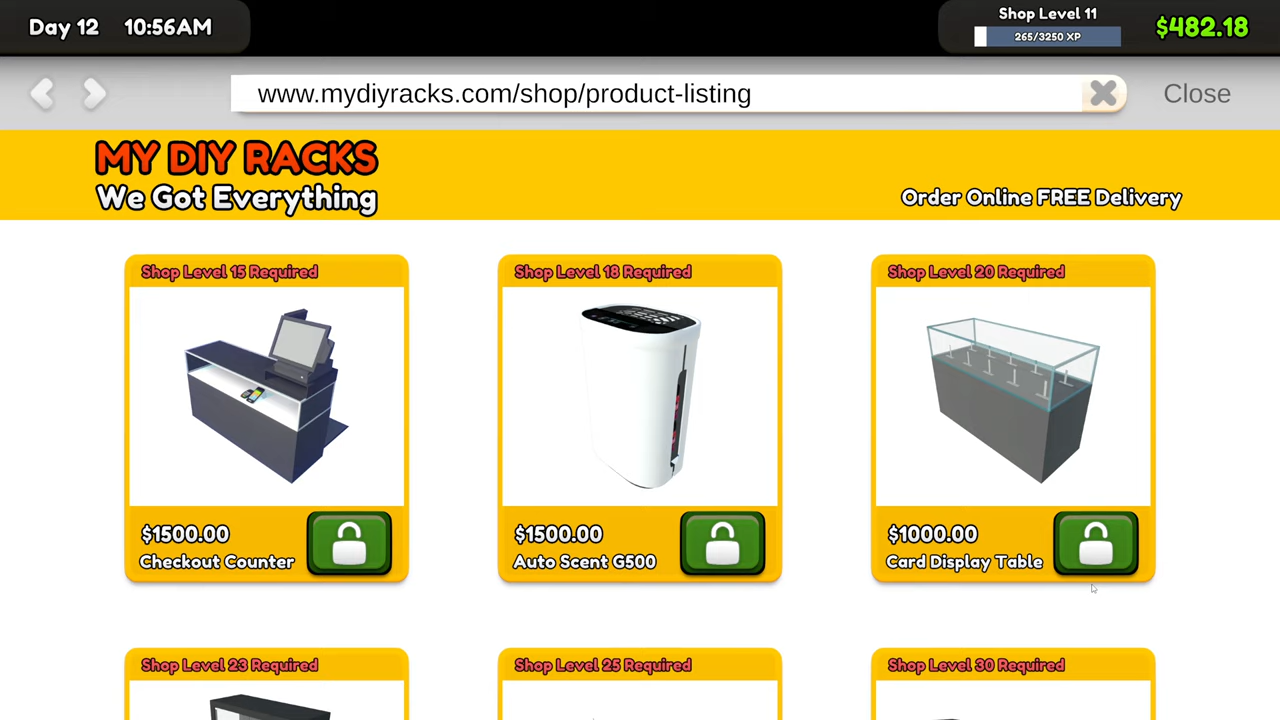 Day 12 10:56AM
Shop Level 11
265/3250 XP
$482.18
www.mydiyracks.com/shop/product-listing
Close
MY DIY RACKS
We Got Everything
Order Online FREE Delivery
Shop Level 15 Required
$1500.00
Checkout Counter
Shop Level 18 Required
$1500.00
Auto Scent G500
Shop Level 20 Required
$1000.00
Card Display Table
Shop Level 23 Required
Shop Level 25 Required
Shop Level 30 Required